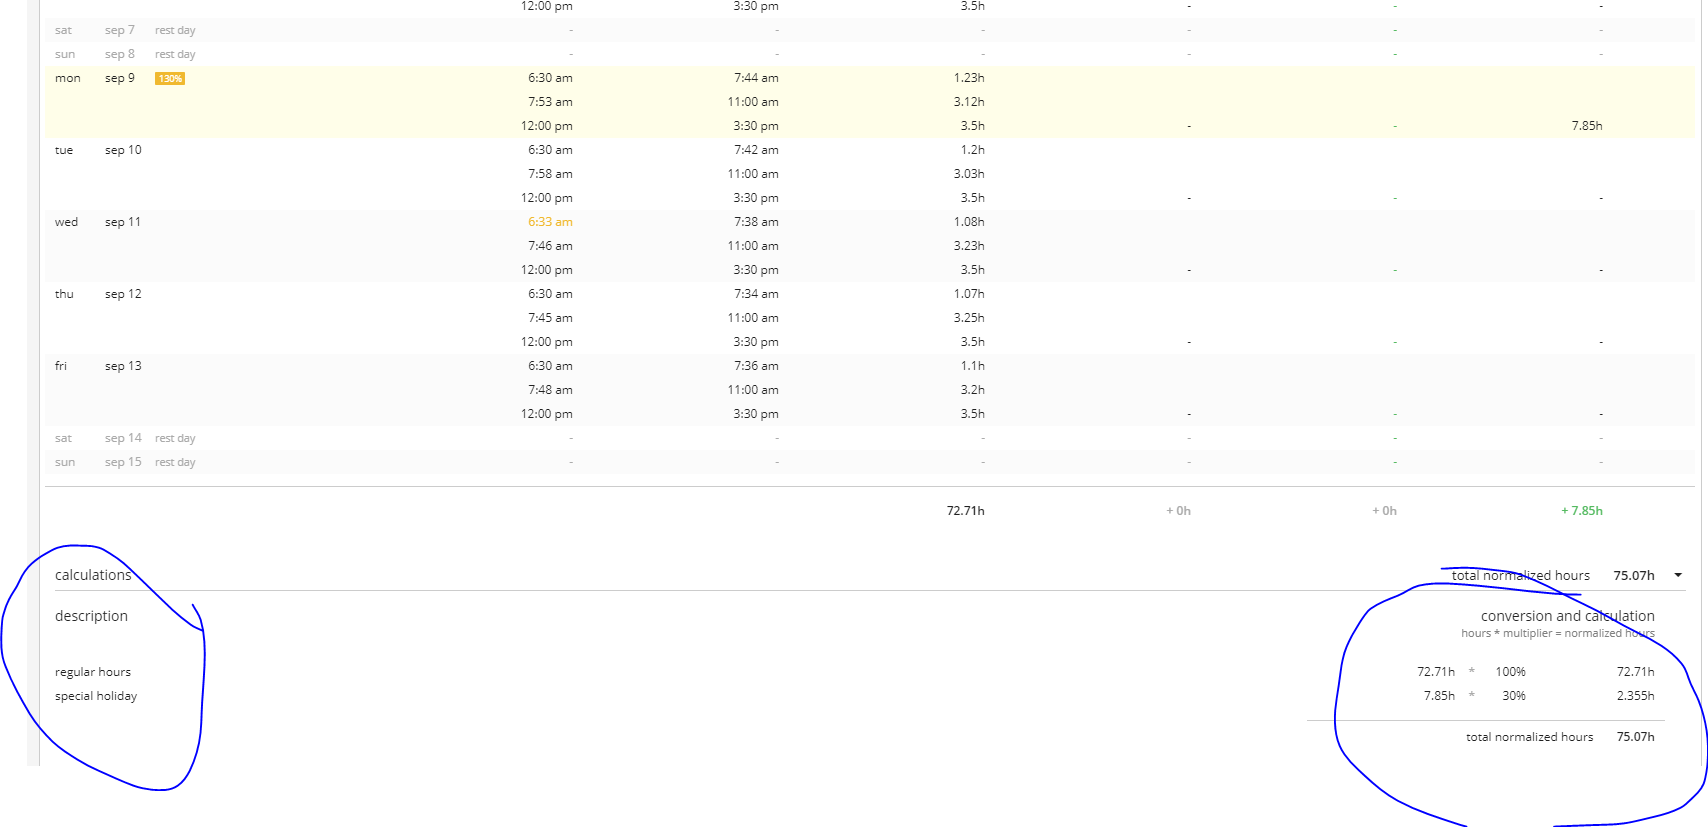 12:00 pm 3:30 pm 3.5h - - -
sat sep 7 rest day - - - - - -
sun sep 8 rest day - - - - - -
mon sep 9 130% 6:30 am 7:44 am 1.23h
7:53 am 11:00 am 3.12h
12:00 pm 3:30 pm 3.5h - - 7.85h
tue sep 10 6:30 am 7:42 am 1.2h
7:58 am 11:00 am 3.03h
12:00 pm 3:30 pm 3.5h - - -
wed sep 11 6:33 am 7:38 am 1.08h
7:46 am 11:00 am 3.23h
12:00 pm 3:30 pm 3.5h - - -
thu sep 12 6:30 am 7:34 am 1.07h
7:45 am 11:00 am 3.25h
12:00 pm 3:30 pm 3.5h - - -
fri sep 13 6:30 am 7:36 am 1.1h
7:48 am 11:00 am 3.2h
12:00 pm 3:30 pm 3.5h - - -
sat sep 14 rest day - - - - - -
sun sep 15 rest day - - - - - -
72.71h + 0h + 0h + 7.85h
calculations total normalized hours 75.07h
description conversion and calculation
hours * multiplier = normalized hours
regular hours 72.71h * 100% 72.71h
special holiday 7.85h * 30% 2.355h
total normalized hours 75.07h